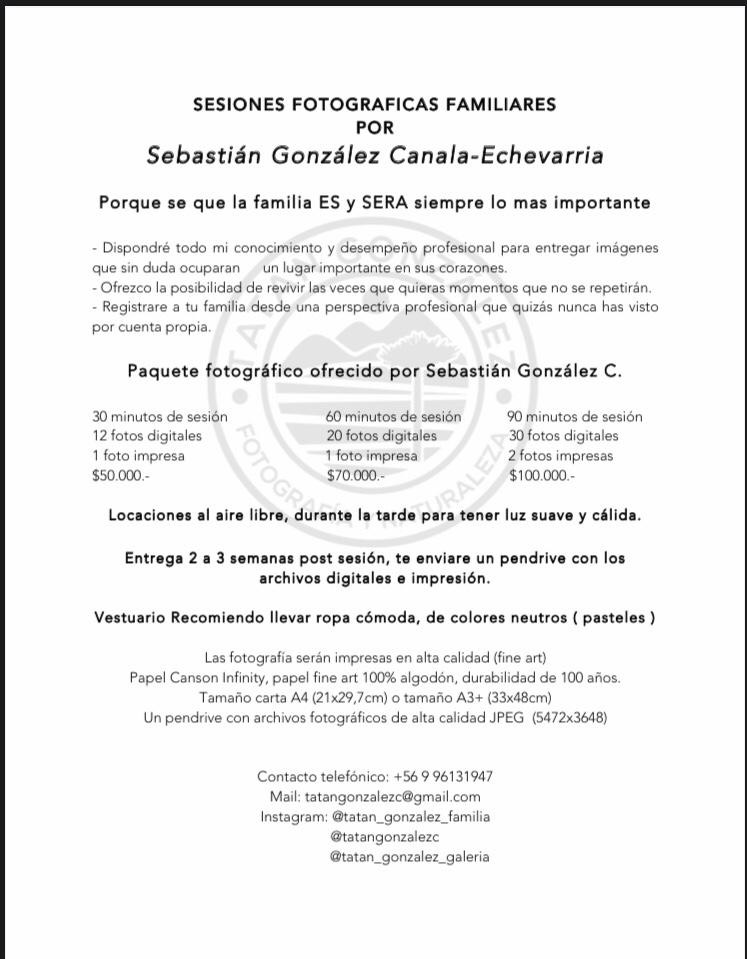 SESIONES FOTOGRAFICAS FAMILIARES
POR
Sebastián González Canala-Echevarria
Porque se que la familia ES y SERA siempre lo mas importante
- Dispondré todo mi conocimiento y desempeño profesional para entregar imágenes
que sin duda ocuparan un lugar importante en sus corazones.
- Ofrezco la posibilidad de revivir las veces que quieras momentos que no se repetirán.
- Registrare a tu familia desde una perspectiva profesional que quizás nunca has visto
por cuenta propia.
TATAN GONZALEZ
FOTOGRAFÍA Y NATURALEZA
Paquete fotográfico ofrecido por Sebastián González C.
30 minutos de sesión
12 fotos digitales
1 foto impresa
$50.000.-
60 minutos de sesión
20 fotos digitales
1 foto impresa
$70.000.-
90 minutos de sesión
30 fotos digitales
2 fotos impresas
$100.000.-
Locaciones al aire libre, durante la tarde para tener luz suave y cálida.
Entrega 2 a 3 semanas post sesión, te enviare un pendrive con los
archivos digitales e impresión.
Vestuario Recomiendo llevar ropa cómoda, de colores neutros ( pasteles )
Las fotografía serán impresas en alta calidad (fine art)
Papel Canson Infinity, papel fine art 100% algodón, durabilidad de 100 años.
Tamaño carta A4 (21x29,7cm) o tamaño A3+ (33x48cm)
Un pendrive con archivos fotográficos de alta calidad JPEG (5472x3648)
Contacto telefónico: +56 9 96131947
Mail: tatangonzalezc@gmail.com
Instagram: @tatan_gonzalez_familia
@tatangonzalezc
@tatan_gonzalez_galeria